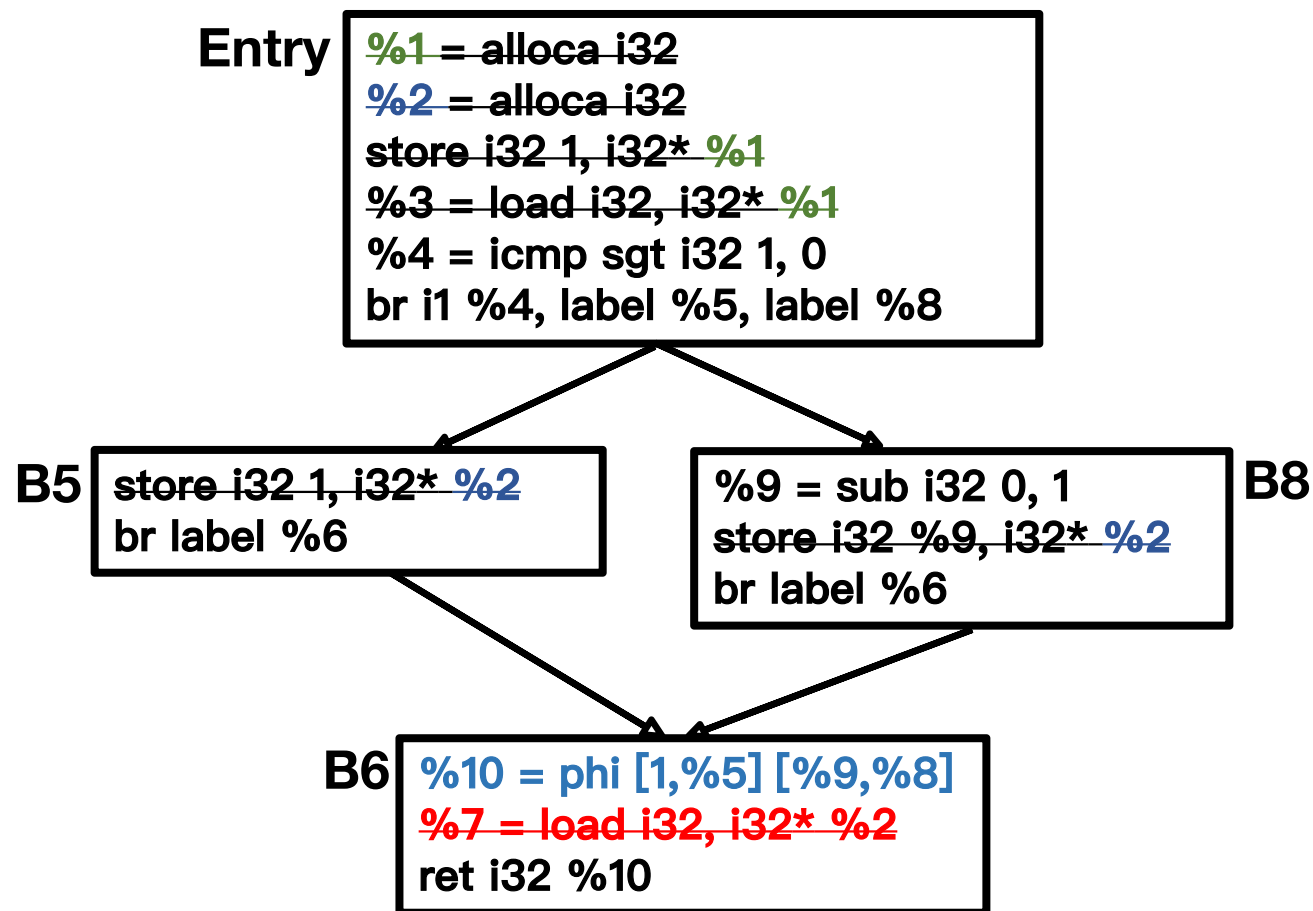 Entry
%1 = alloca i32
%2 = alloca i32
store i32 1, i32* %1
%3 = load i32, i32* %1
%4 = icmp sgt i32 1, 0
br i1 %4, label %5, label %8
B5
store i32 1, i32* %2
br label %6
%9 = sub i32 0, 1
store i32 %9, i32* %2
br label %6
B8
B6
%10 = phi [1,%5] [%9,%8]
%7 = load i32, i32* %2
ret i32 %10